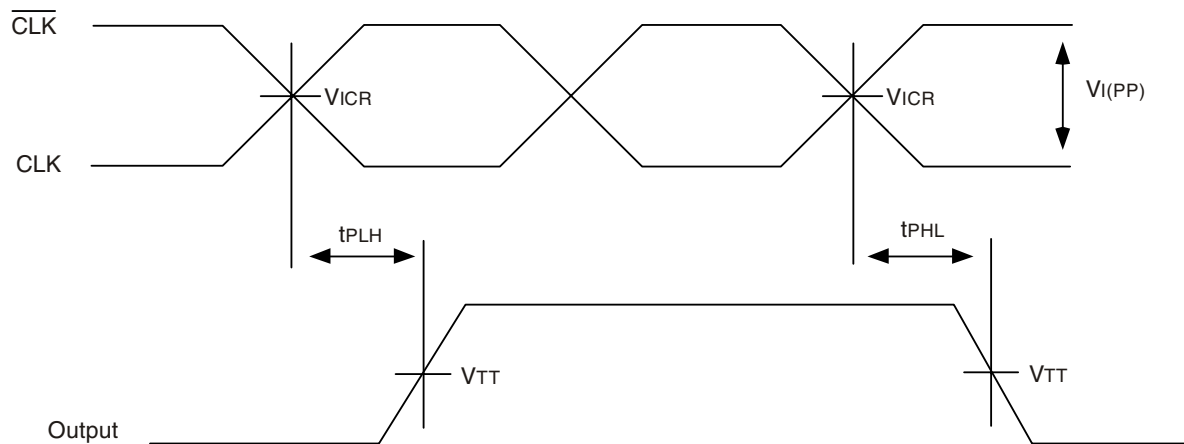 CLK
VICR
VICR
VI(PP)
CLK
tPLH
tPHL
VTT
VTT
Output